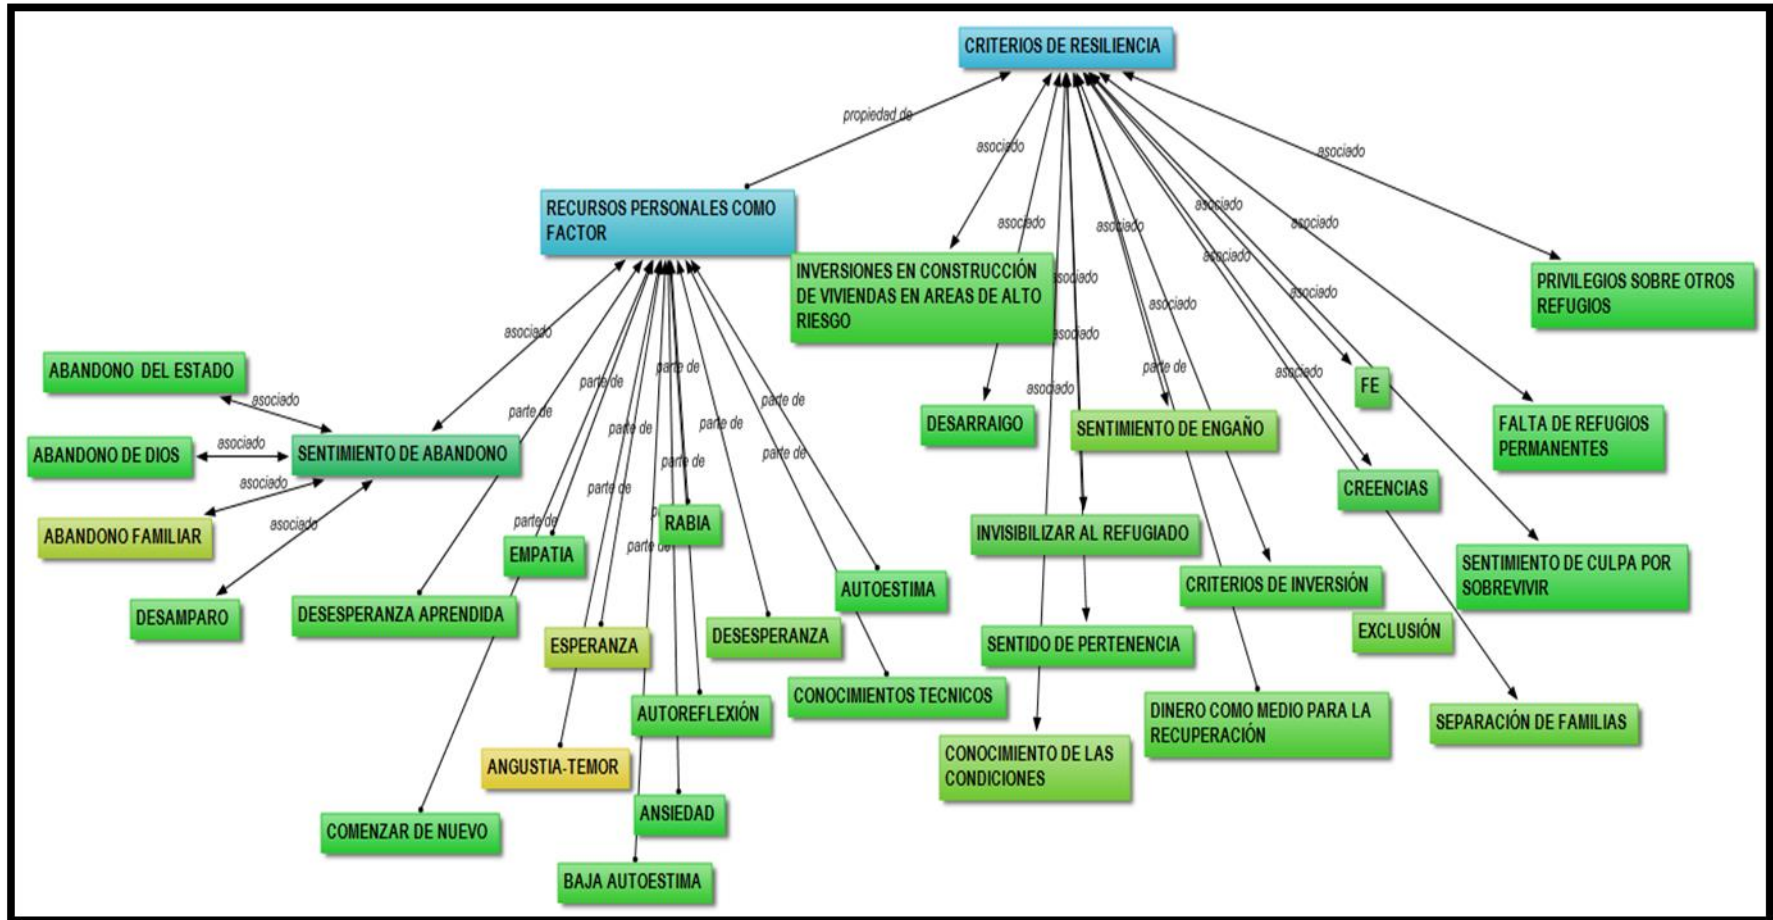 CRITERIOS DE RESILIENCIA
propiedad de
asociado
asociado
RECURSOS PERSONALES COMO
FACTOR
asociado
asociado
asociado
asociado
asociado
INVERSIONES EN CONSTRUCCIÓN
DE VIVIENDAS EN AREAS DE ALTO
RIESGO
asociado
asociado
asociado
asociado
PRIVILEGIOS SOBRE OTROS
REFUGIOS
asociado
asociado
ABANDONO DEL ESTADO
asociado
parte de
parte de
parte de
asociado
parte de
asociado
FE
asociado
parte de
parte de
parte de
parte de
DESARRAIGO
SENTIMIENTO DE ENGAÑO
FALTA DE REFUGIOS
PERMANENTES
ABANDONO DE DIOS
asociado
SENTIMIENTO DE ABANDONO
parte de
parte de
asociado
parte de
CREENCIAS
ABANDONO FAMILIAR
asociado
parte de
RABIA
INVISIBILIZAR AL REFUGIADO
EMPATIA
parte de
SENTIMIENTO DE CULPA POR
SOBREVIVIR
CRITERIOS DE INVERSIÓN
AUTOESTIMA
DESAMPARO
DESESPERANZA APRENDIDA
ESPERANZA
DESESPERANZA
SENTIDO DE PERTENENCIA
EXCLUSIÓN
CONOCIMIENTOS TECNICOS
AUTOREFLEXIÓN
DINERO COMO MEDIO PARA LA
RECUPERACIÓN
SEPARACIÓN DE FAMILIAS
ANGUSTIA-TEMOR
CONOCIMIENTO DE LAS
CONDICIONES
ANSIEDAD
COMENZAR DE NUEVO
BAJA AUTOESTIMA